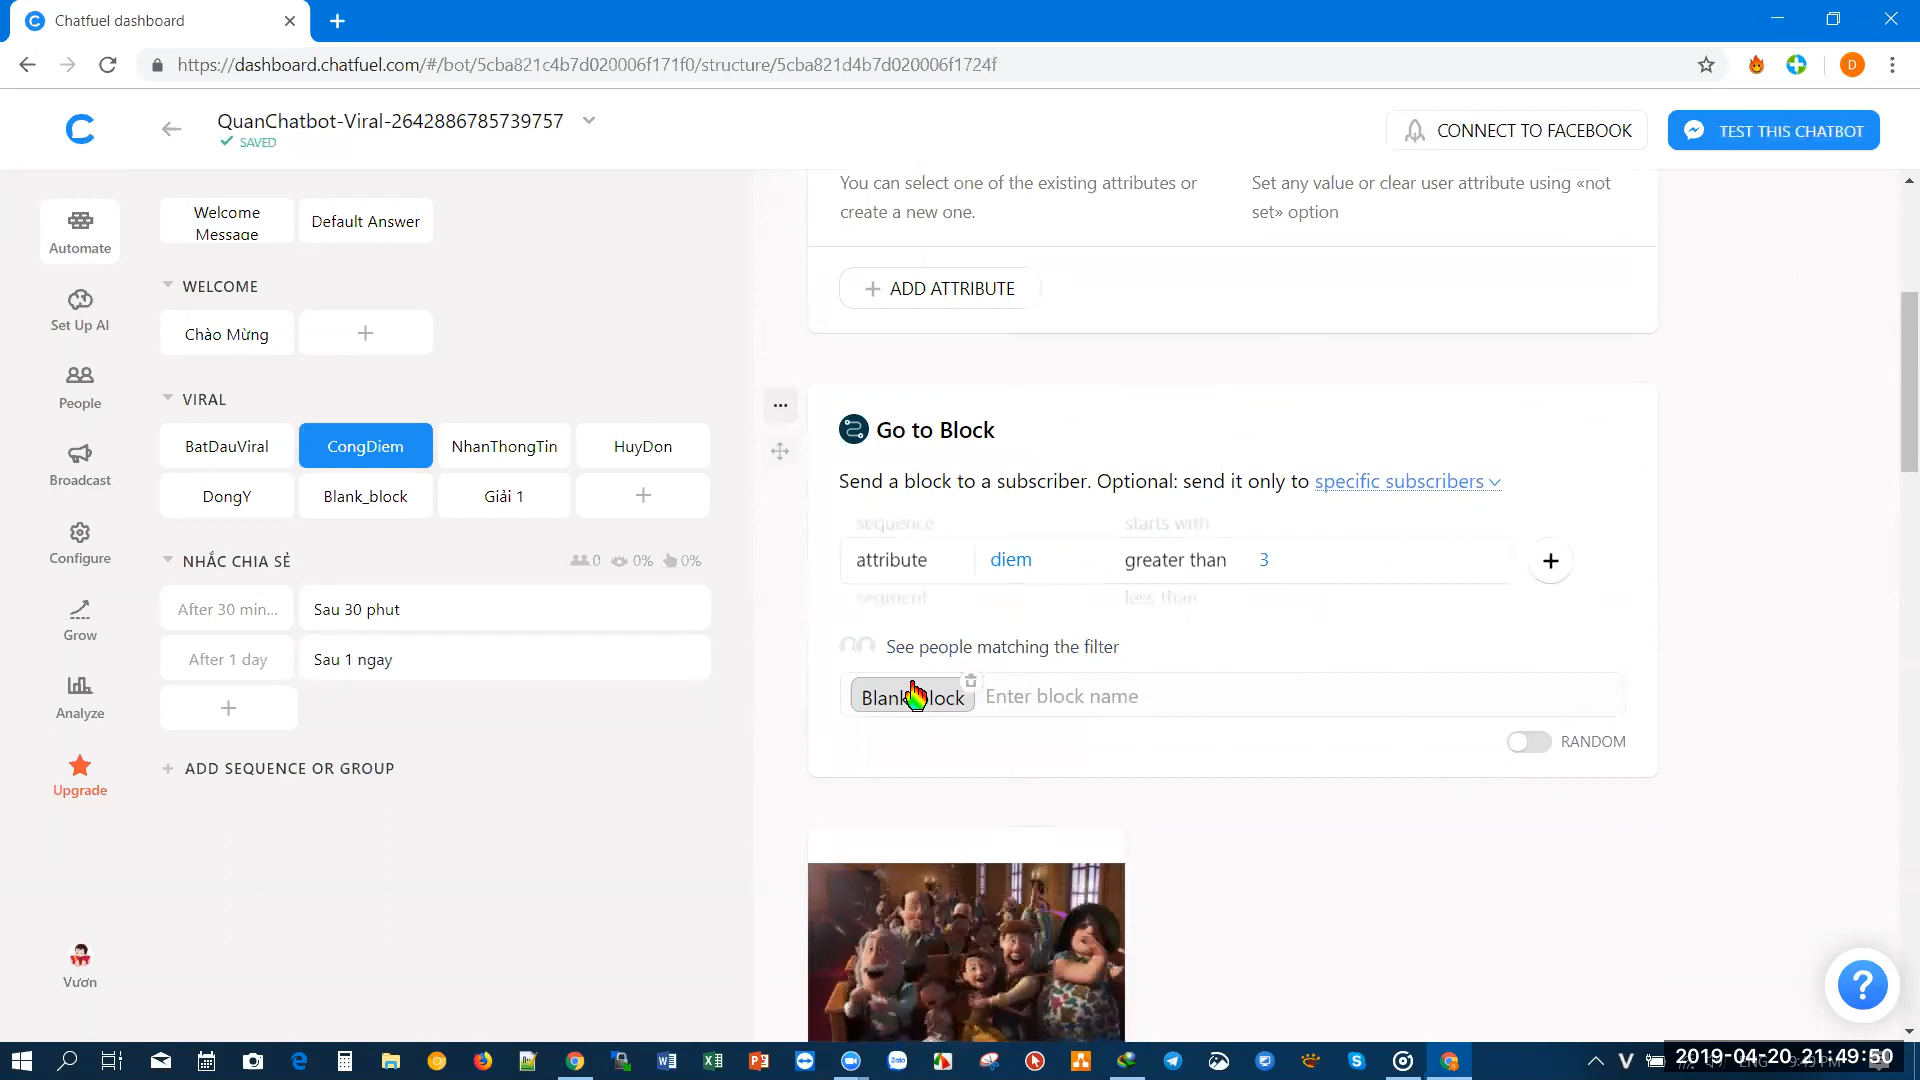 Chatfuel dashboard
https://dashboard.chatfuel.com/#/bot/5cba821c4b7d020006f171f0/structure/5cba821d4b7d020006f1724f
D
QuanChatbot-Viral-2642886785739757
SAVED
CONNECT TO FACEBOOK
TEST THIS CHATBOT
Automate
Set Up AI
People
Broadcast
Configure
Grow
Analyze
Upgrade
Vươn
Welcome
Message
Default Answer
WELCOME
Chào Mừng
VIRAL
BatDauViral
CongDiem
NhanThongTin
HuyDon
DongY
Blank_block
Giải 1
NHẮC CHIA SẺ
0
0%
0%
After 30 min...
Sau 30 phut
After 1 day
Sau 1 ngay
ADD SEQUENCE OR GROUP
You can select one of the existing attributes or
create a new one.
Set any value or clear user attribute using «not
set» option
ADD ATTRIBUTE
Go to Block
Send a block to a subscriber. Optional: send it only to specific subscribers
sequence
starts with
attribute
diem
greater than
3
segment
less than
See people matching the filter
Enter block name
RANDOM
2019-04-20 21:49:50